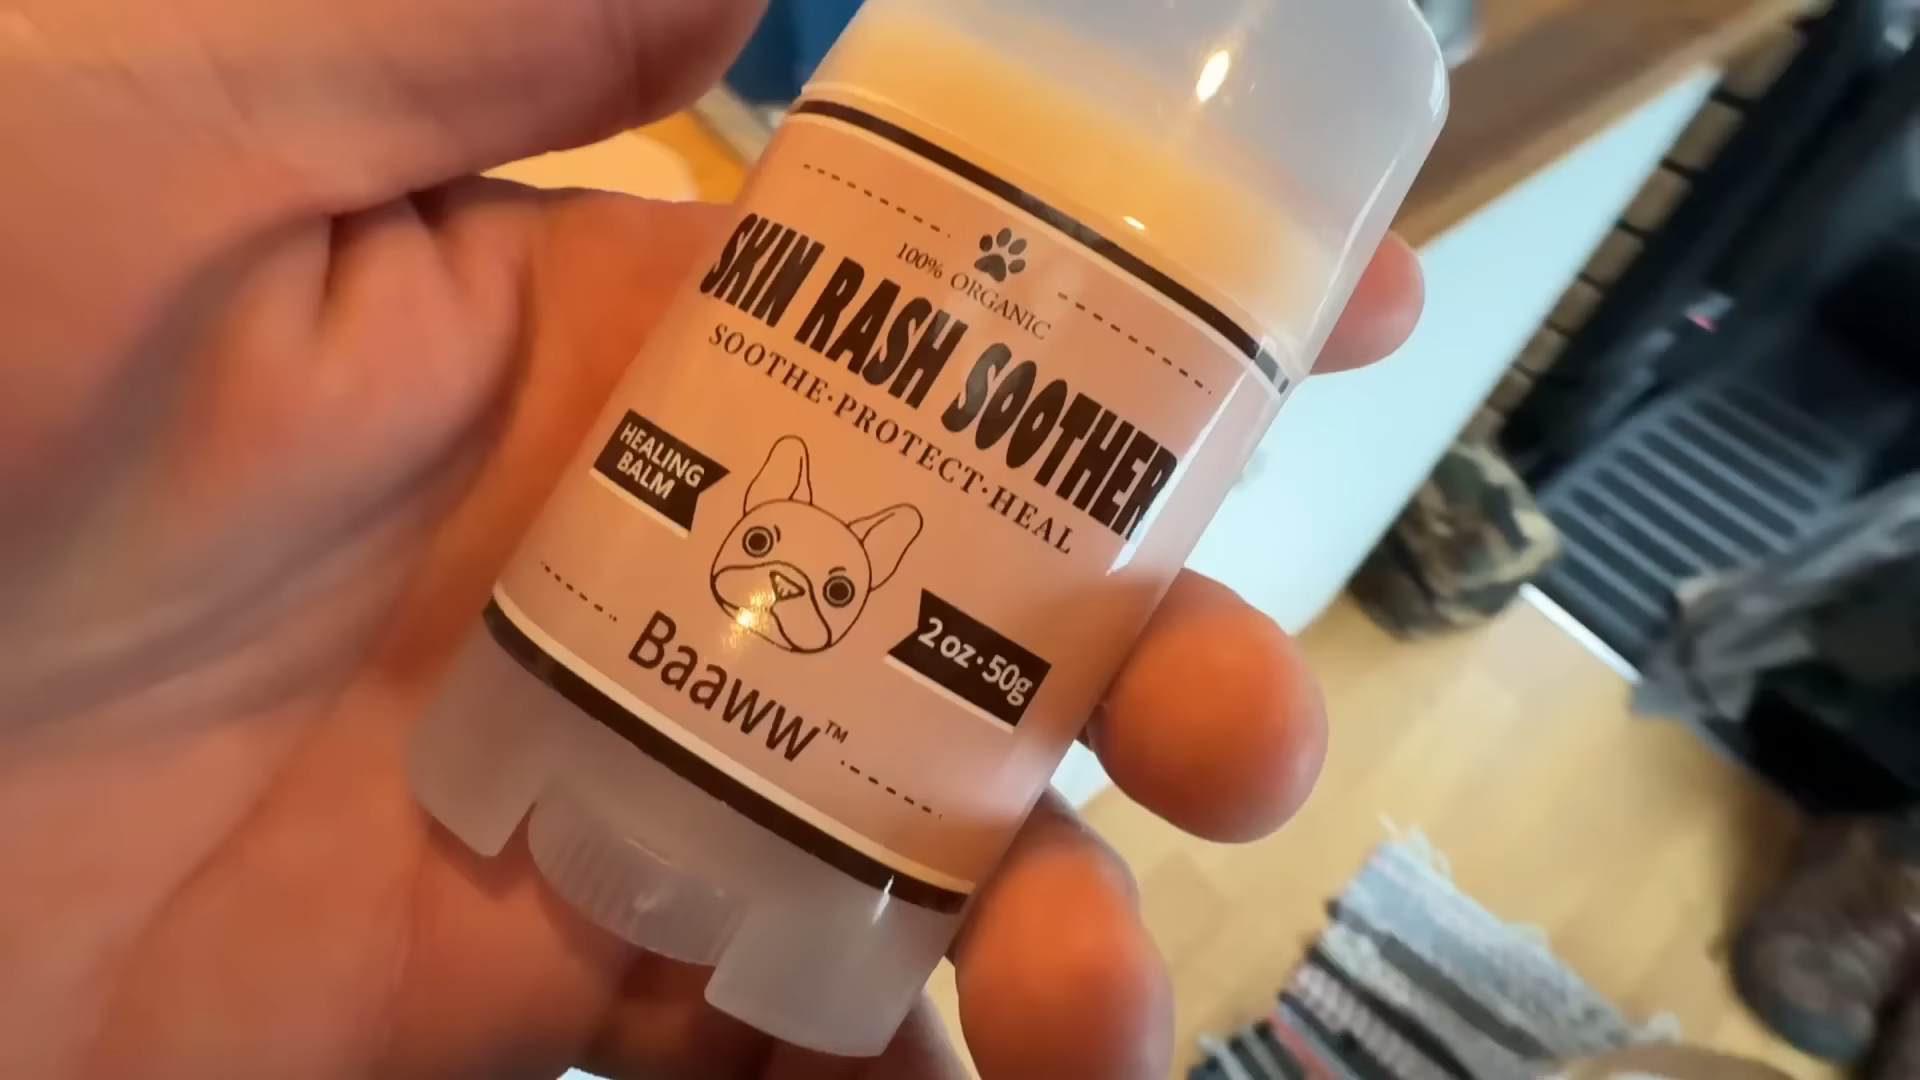 100% ORGANIC
SKIN RASH SOOTHER
SOOTHE·PROTECT·HEAL
HEALING
BALM
2 oz·50g
Baaww™